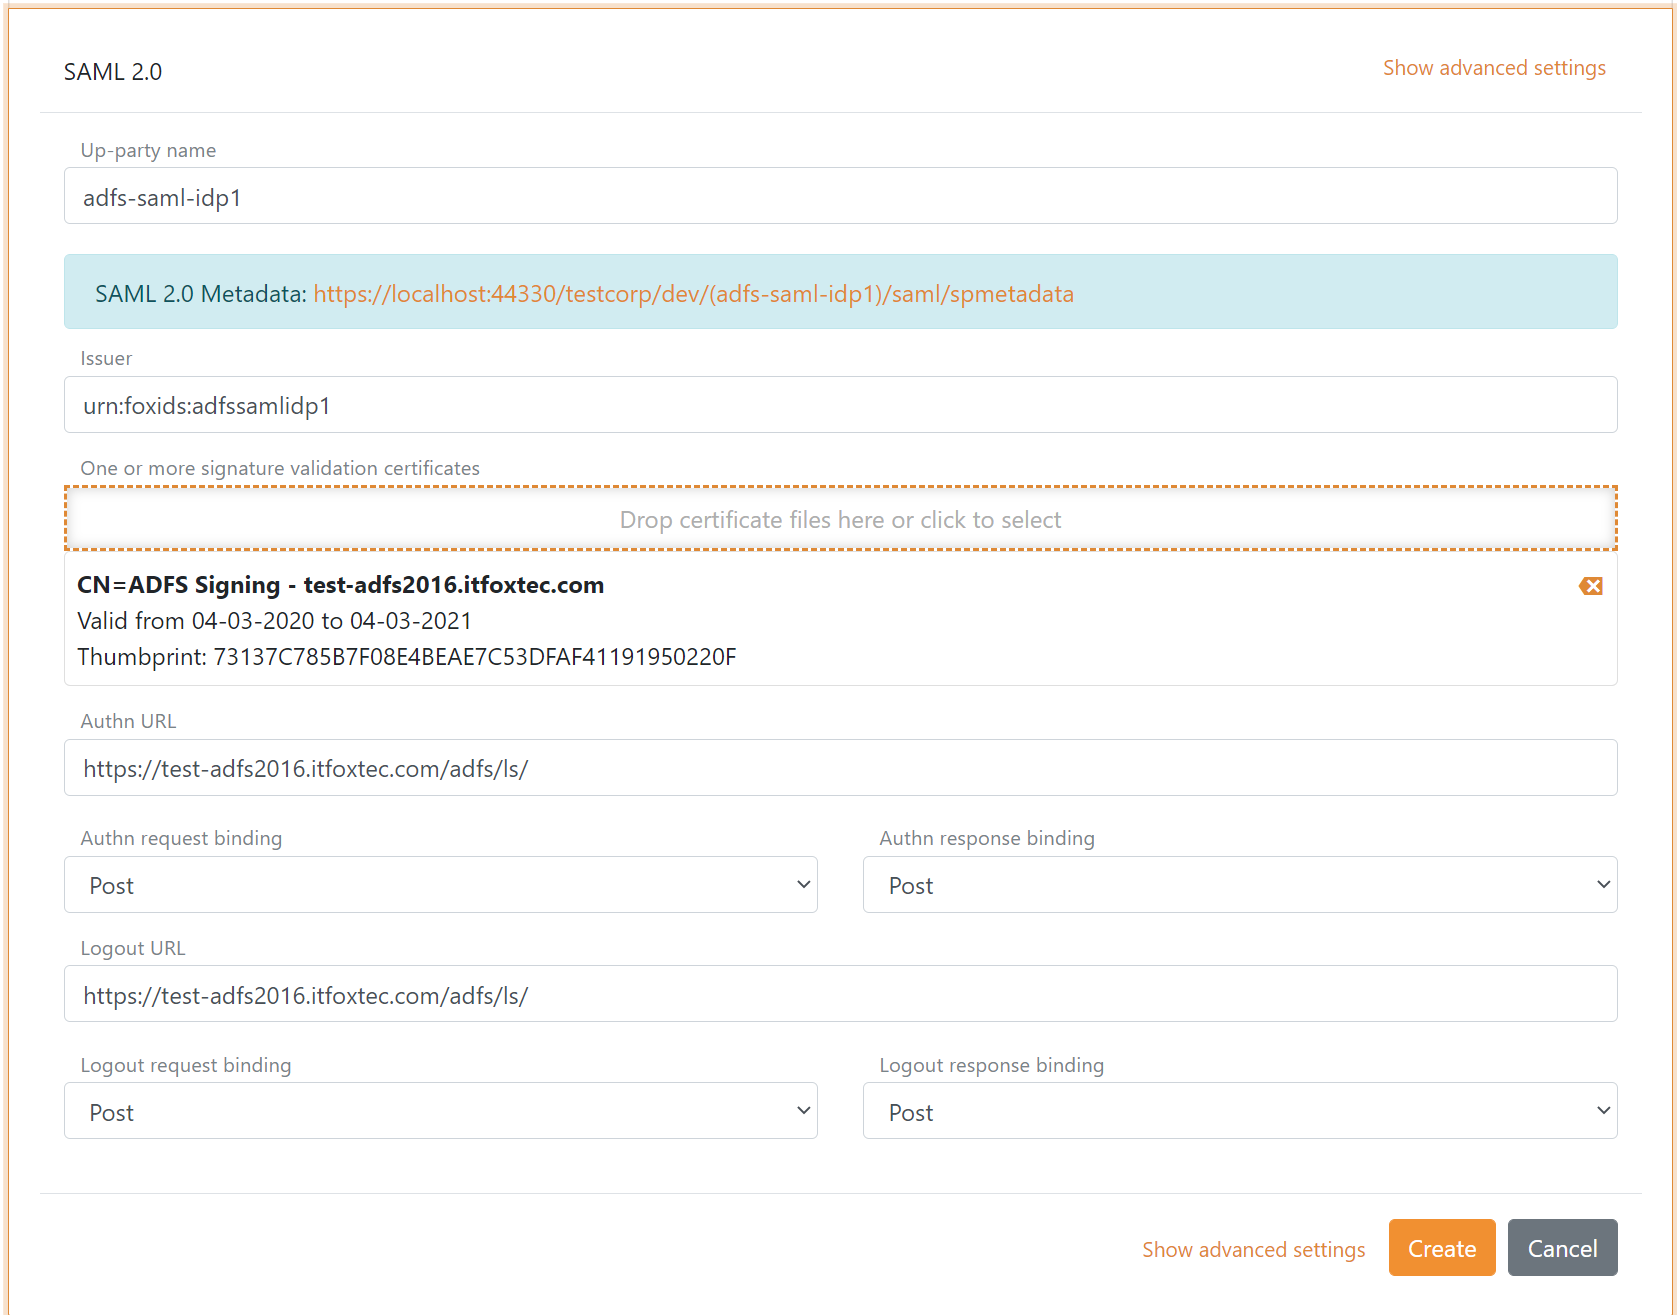 SAML 2.0
Show advanced settings
Up-party name
adfs-saml-idp1
SAML 2.0 Metadata: https://localhost:44330/testcorp/dev/(adfs-saml-idp1)/saml/spmetadata
Issuer
urn:foxids:adfssamlidp1
One or more signature validation certificates
Drop certificate files here or click to select
CN=ADFS Signing - test-adfs2016.itfoxtec.com
Valid from 04-03-2020 to 04-03-2021
Thumbprint: 73137C785B7F08E4BEAE7C53DFAF41191950220F
Authn URL
https://test-adfs2016.itfoxtec.com/adfs/ls/
Authn request binding
Authn response binding
Post
Post
Logout URL
https://test-adfs2016.itfoxtec.com/adfs/ls/
Logout request binding
Logout response binding
Post
Post
Show advanced settings
Create
Cancel